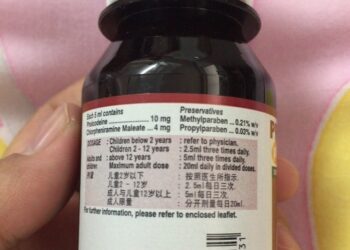 Each 5 ml contains
Pholcodeine .............. 10 mg
Chlorpheniramine Maleate ... 4 mg
Preservatives
Methylparaben ... 0.21% w/v
Propylparaben ... 0.03% w/v
DOSAGE : Children below 2 years : refer to physician.
Children 2 - 12 years : 2.5ml three times daily.
Adults and above 12 years : 5ml three times daily.
children: Maximum adult dose : 20ml daily in divided doses.
儿童2岁以下 : 按照医生所指示.
儿童2 - 12岁 : 2.5ml每日三次
成人与儿童12岁以上 : 5ml每日三次
成人限量 : 分开剂量每日20ml
For further information, please refer to enclosed leaflet.